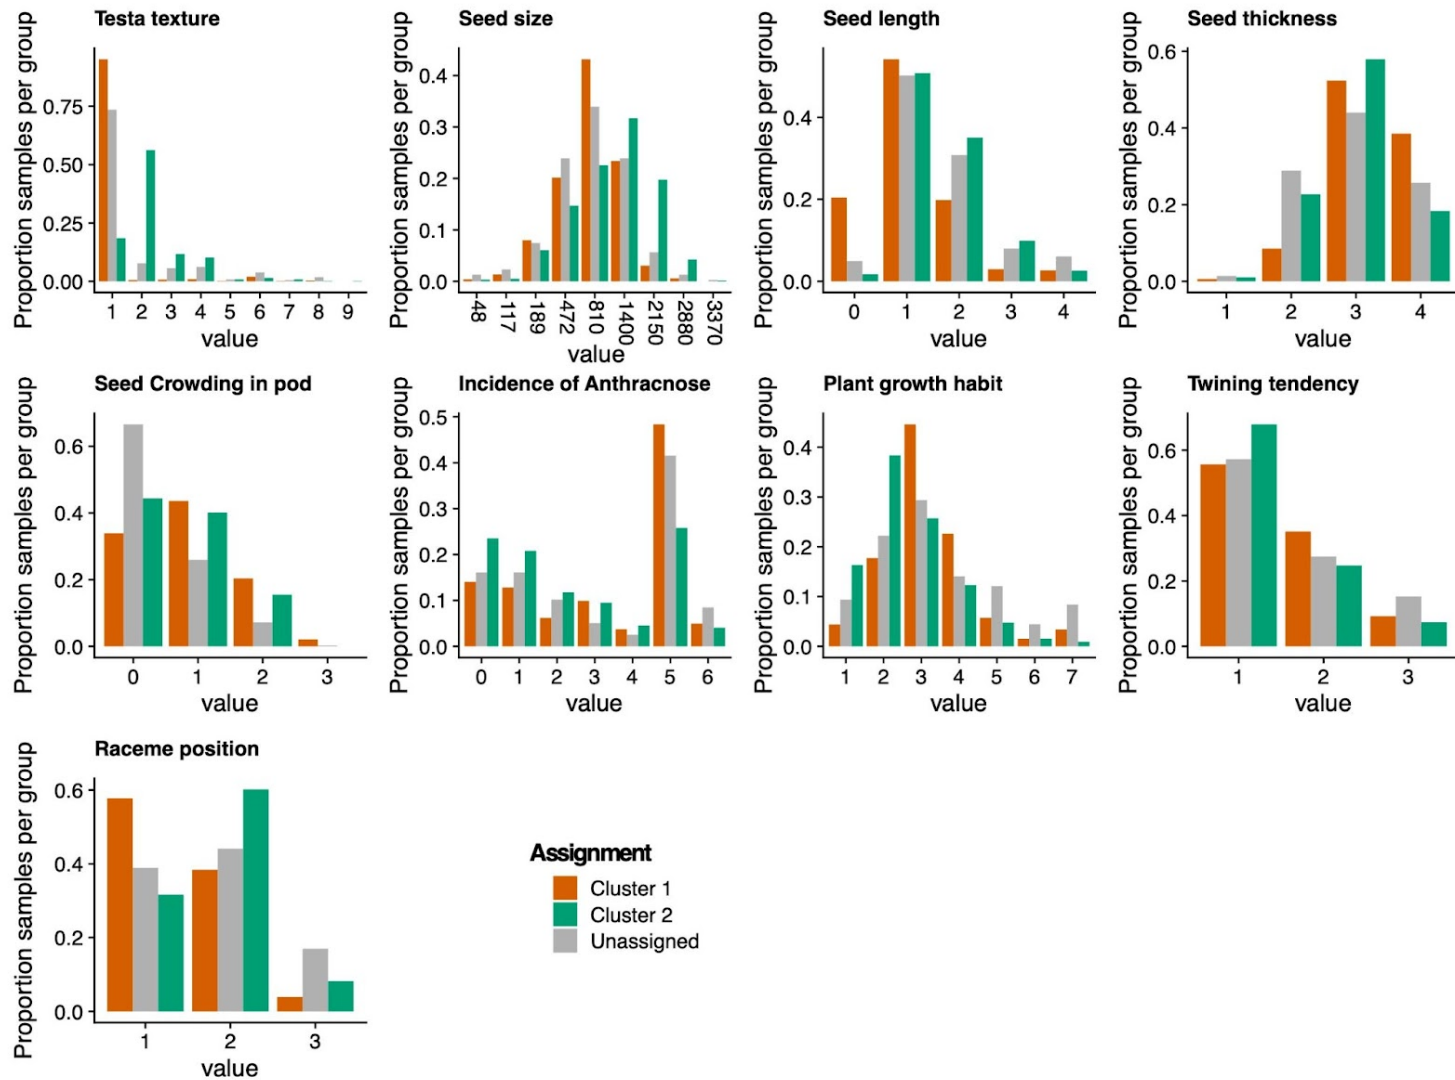 Testa texture
Proportion samples per group
0.75
0.50
0.25
0.00
1 2 3 4 5 6 7 8 9
value
Seed size
Proportion samples per group
0.4
0.3
0.2
0.1
0.0
48 117 189 472 810 1400 2150 2880 3370
value
Seed length
Proportion samples per group
0.4
0.2
0.0
0 1 2 3 4
value
Seed thickness
Proportion samples per group
0.6
0.4
0.2
0.0
1 2 3 4
value
Seed Crowding in pod
Proportion samples per group
0.6
0.4
0.2
0.0
0 1 2 3
value
Incidence of Anthracnose
Proportion samples per group
0.5
0.4
0.3
0.2
0.1
0.0
0 1 2 3 4 5 6
value
Plant growth habit
Proportion samples per group
0.4
0.3
0.2
0.1
0.0
1 2 3 4 5 6 7
value
Twining tendency
Proportion samples per group
0.6
0.4
0.2
0.0
1 2 3
value
Raceme position
Proportion samples per group
0.6
0.4
0.2
0.0
1 2 3
value
Assignment
Cluster 1
Cluster 2
Unassigned